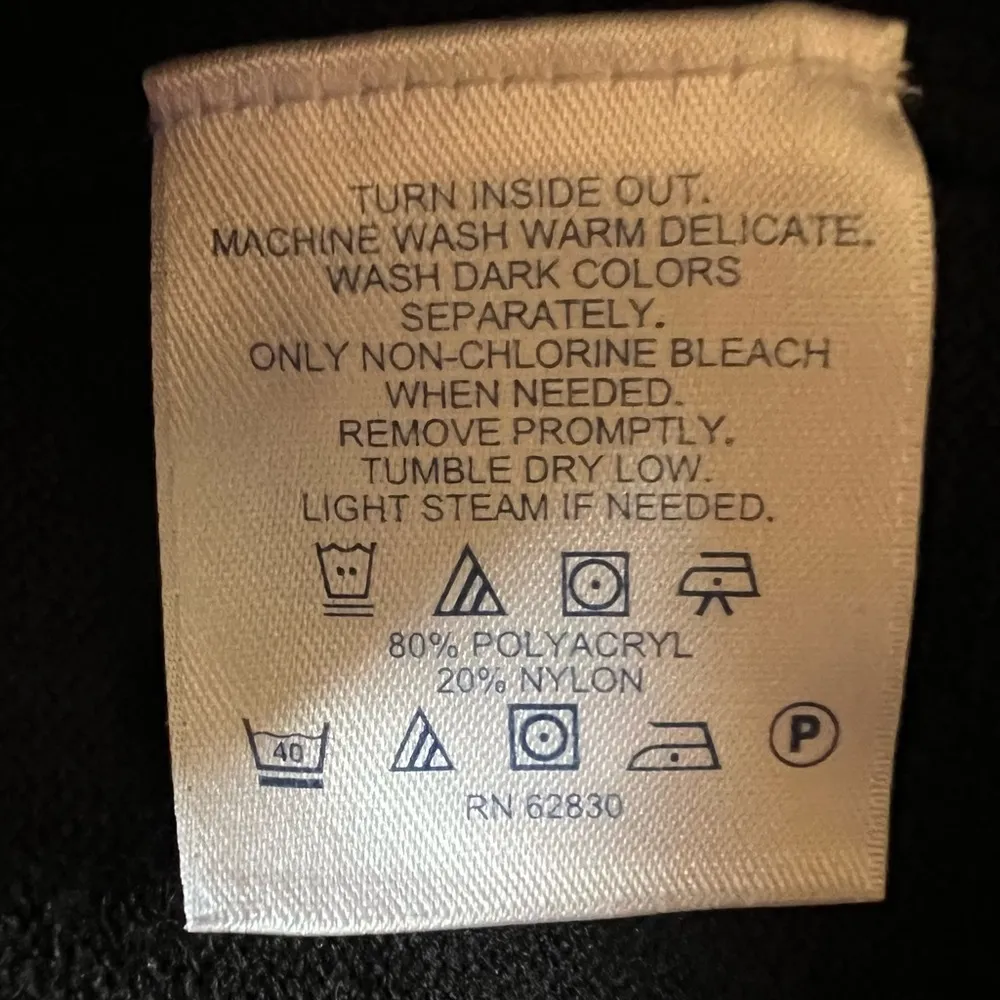 TURN INSIDE OUT.
MACHINE WASH WARM DELICATE.
WASH DARK COLORS
SEPARATELY.
ONLY NON-CHLORINE BLEACH
WHEN NEEDED.
REMOVE PROMPTLY.
TUMBLE DRY LOW.
LIGHT STEAM IF NEEDED.
80% POLYACRYL
20% NYLON
40 P
RN 62830